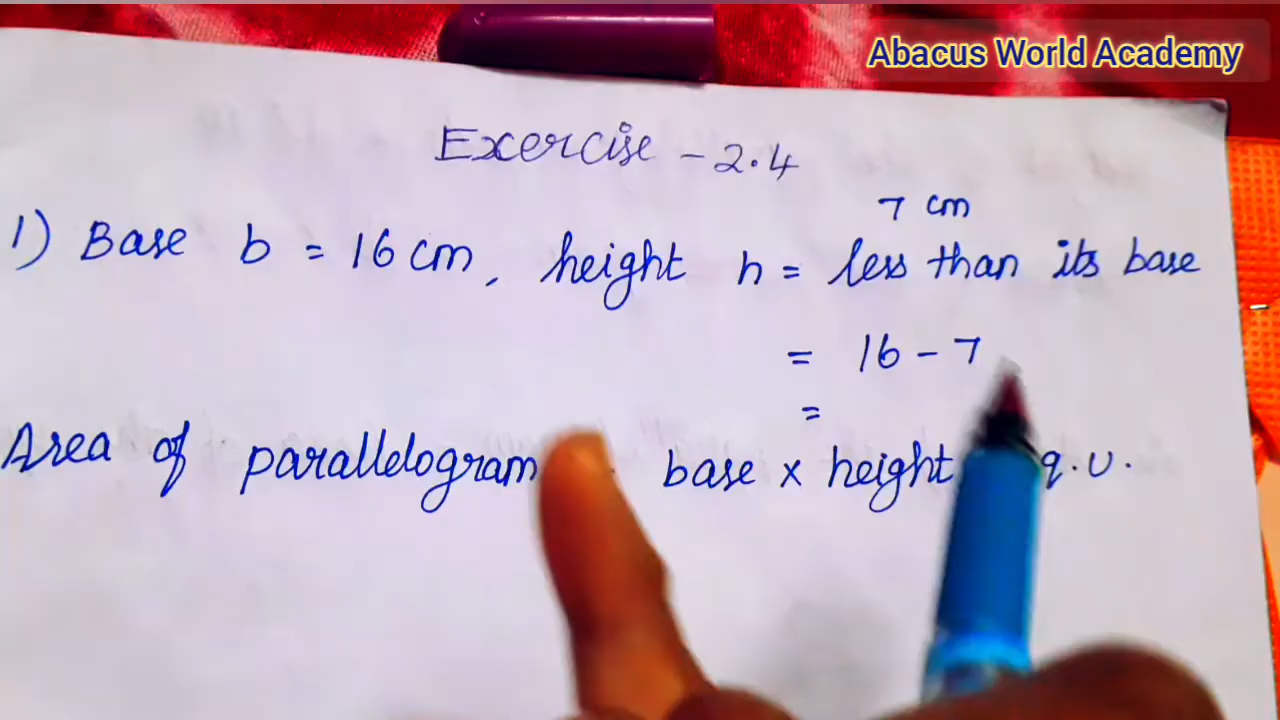 Abacus World Academy
Exercise - 2.4
7 cm
1) Base b = 16 cm, height h = less than its base
= 16 - 7
=
Area of parallelogram base x height q.u.